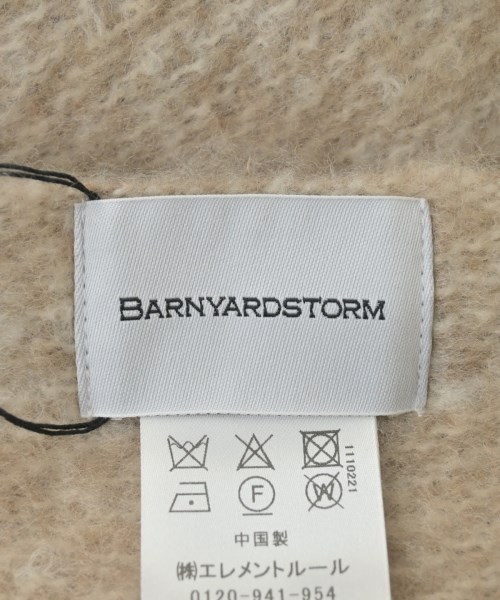 BARNYARDSTORM
1110221
F
W
中国製
㈱エレメントルール
0120-941-954